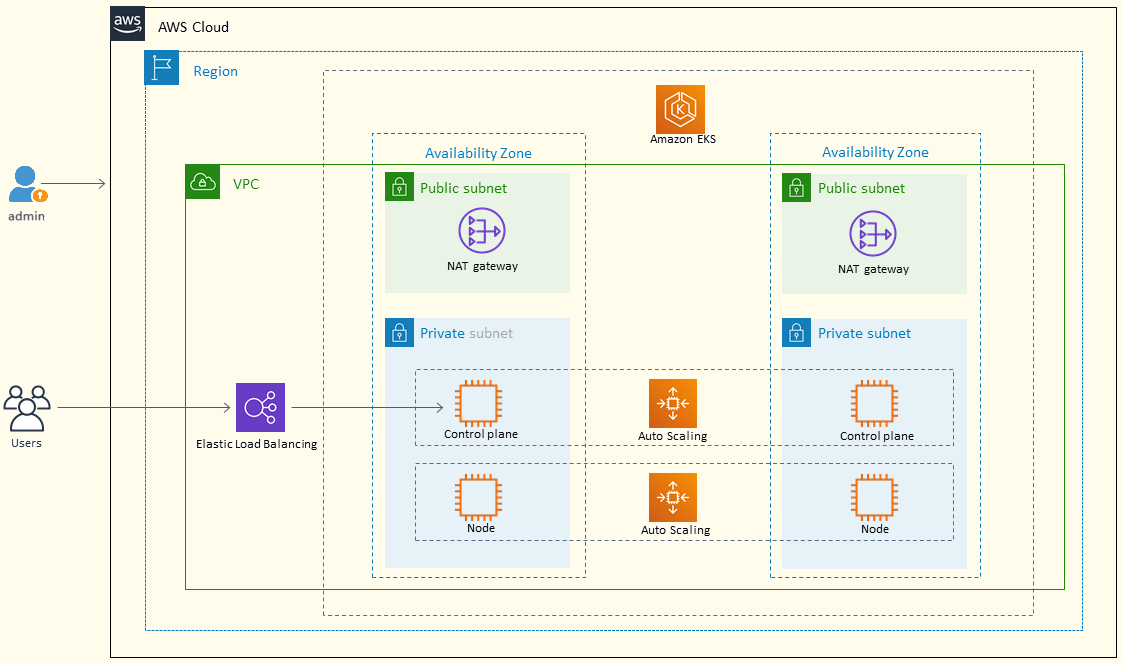 aws
AWS Cloud
Region
Amazon EKS
Availability Zone
Availability Zone
VPC
Public subnet
Public subnet
NAT gateway
NAT gateway
admin
Private subnet
Private subnet
Control plane
Auto Scaling
Control plane
Users
Elastic Load Balancing
Node
Auto Scaling
Node